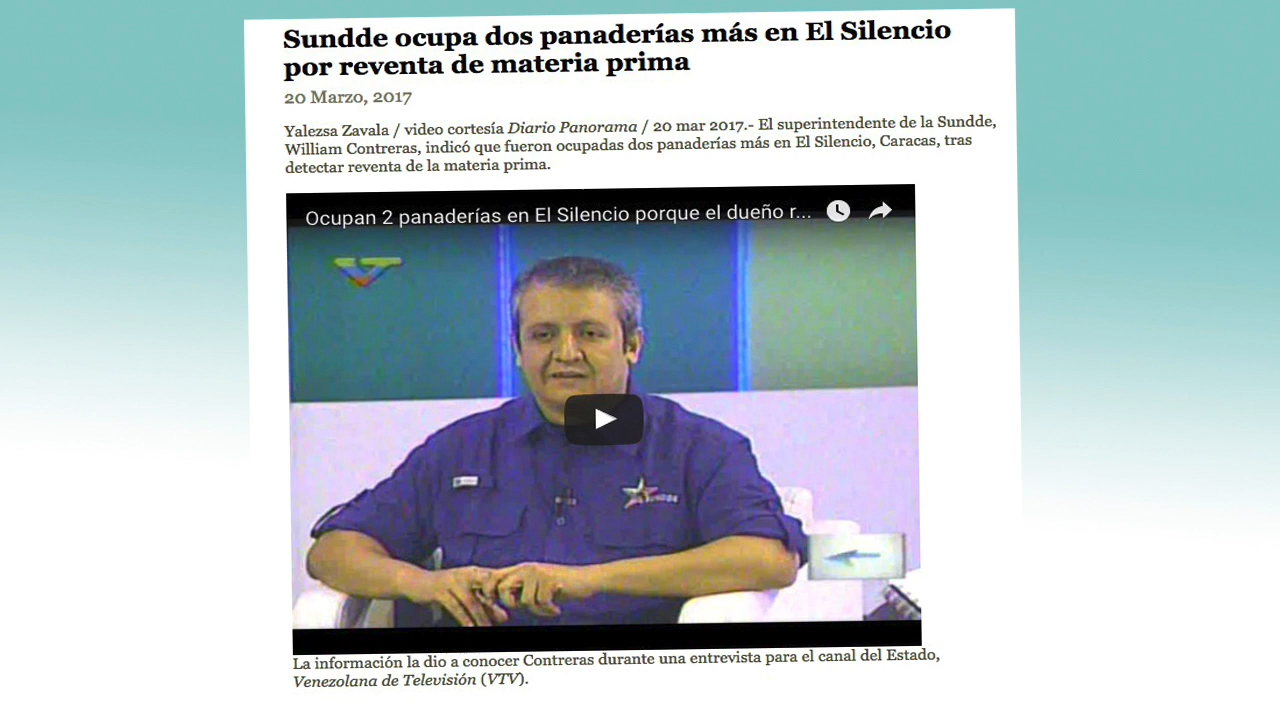 Sundde ocupa dos panaderías más en El Silencio
por reventa de materia prima
20 Marzo, 2017
Yalezsa Zavala / video cortesía Diario Panorama / 20 mar 2017.- El superintendente de la Sundde,
William Contreras, indicó que fueron ocupadas dos panaderías más en El Silencio, Caracas, tras
detectar reventa de la materia prima.
Ocupan 2 panaderías en El Silencio porque el dueño r...
SUNDDE
La información la dio a conocer Contreras durante una entrevista para el canal del Estado,
Venezolana de Televisión (VTV).